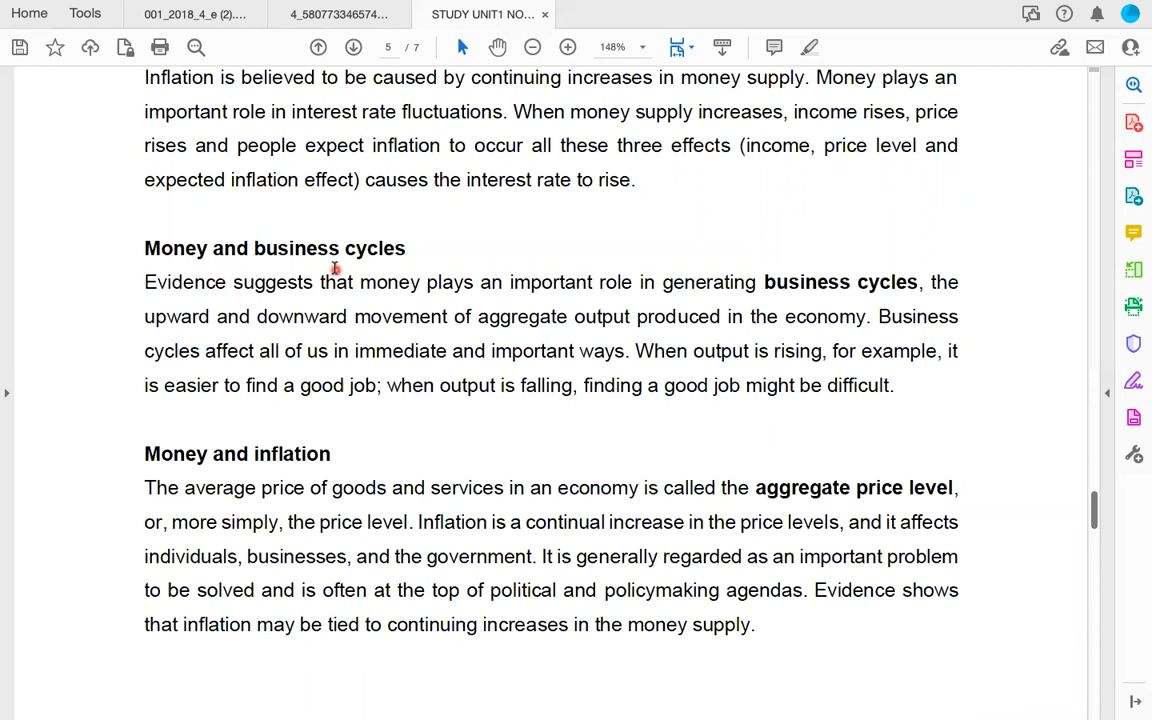 Home Tools 001_2018_4_e (2).... 4_580773346574... STUDY UNIT1 NO... ×
5 / 7 148%
Inflation is believed to be caused by continuing increases in money supply. Money plays an
important role in interest rate fluctuations. When money supply increases, income rises, price
rises and people expect inflation to occur all these three effects (income, price level and
expected inflation effect) causes the interest rate to rise.
Money and business cycles
Evidence suggests that money plays an important role in generating business cycles, the
upward and downward movement of aggregate output produced in the economy. Business
cycles affect all of us in immediate and important ways. When output is rising, for example, it
is easier to find a good job; when output is falling, finding a good job might be difficult.
Money and inflation
The average price of goods and services in an economy is called the aggregate price level,
or, more simply, the price level. Inflation is a continual increase in the price levels, and it affects
individuals, businesses, and the government. It is generally regarded as an important problem
to be solved and is often at the top of political and policymaking agendas. Evidence shows
that inflation may be tied to continuing increases in the money supply.